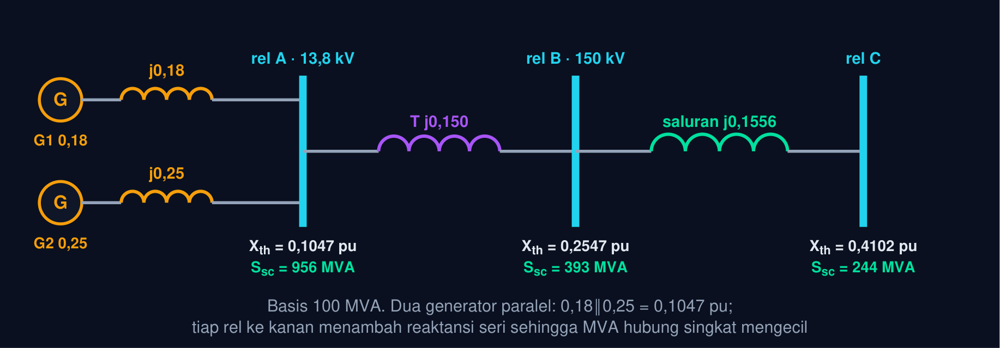 rel A · 13,8 kV
rel B · 150 kV
rel C
j0,18
G
G1 0,18
T j0,150
saluran j0,1556
j0,25
G
G2 0,25
Xth = 0,1047 pu
Ssc = 956 MVA
Xth = 0,2547 pu
Ssc = 393 MVA
Xth = 0,4102 pu
Ssc = 244 MVA
Basis 100 MVA. Dua generator paralel: 0,18∥0,25 = 0,1047 pu;
tiap rel ke kanan menambah reaktansi seri sehingga MVA hubung singkat mengecil